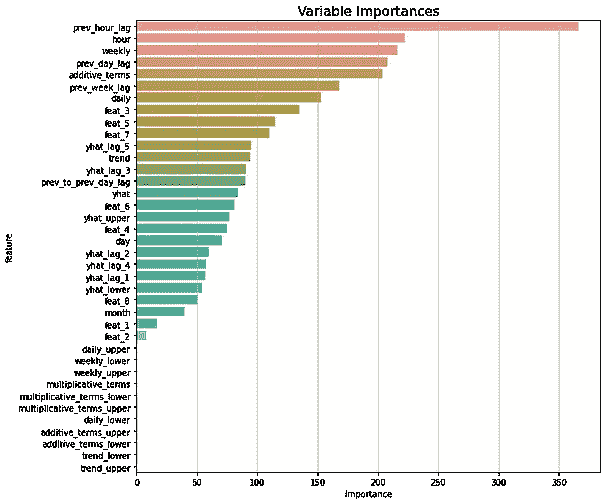 Variable Importances
prev_hour_lag
hour
weekly
prev_day_lag
additive_terms
prev_week_lag
daily
feat_3
feat_5
feat_7
yhat_lag_5
trend
yhat_lag_3
prev_to_prev_day_lag
yhat
feat_6
yhat_upper
feat_4
day
yhat_lag_2
yhat_lag_4
yhat_lag_1
yhat_lower
feat_8
month
feat_1
feat_2
daily_upper
weekly_lower
weekly_upper
multiplicative_terms
multiplicative_terms_lower
multiplicative_terms_upper
daily_lower
additive_terms_upper
additive_terms_lower
trend_lower
trend_upper
feature
0 50 100 150 200 250 300 350
importance